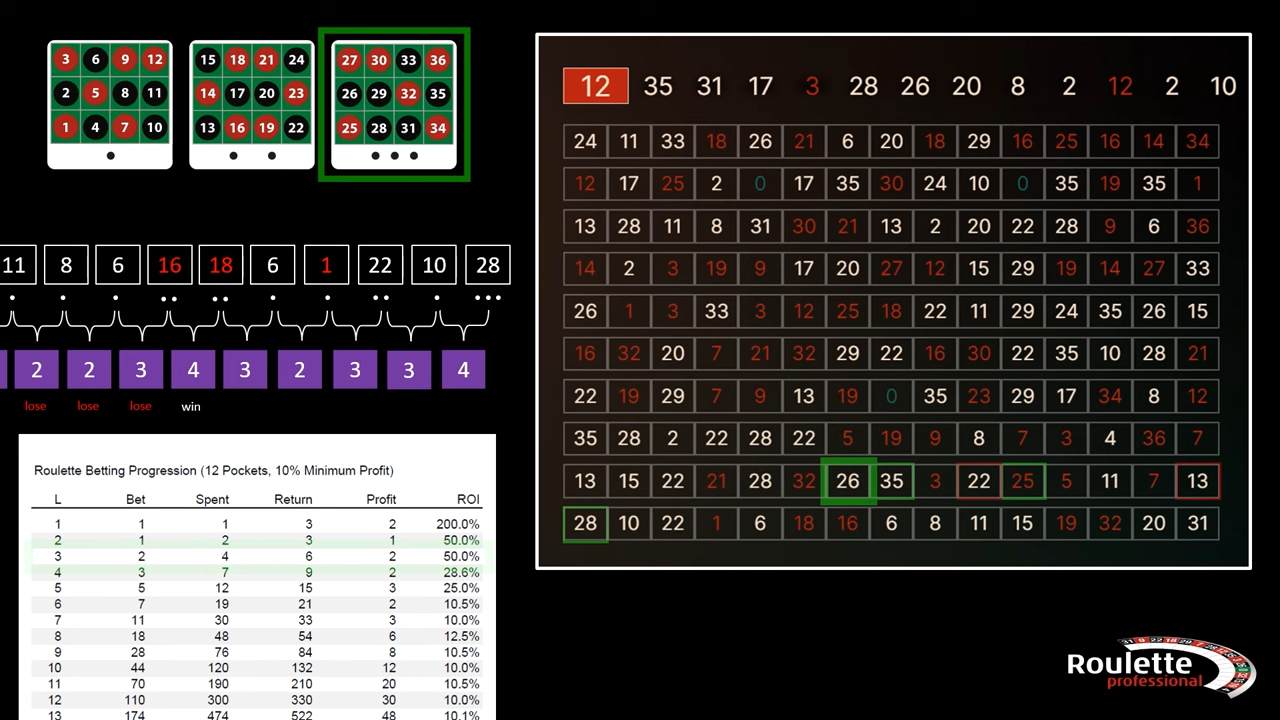 3 6 9 12
2 5 8 11
1 4 7 10
15 18 21 24
14 17 20 23
13 16 19 22
27 30 33 36
26 29 32 35
25 28 31 34
11 8 6 16 18 6 1 22 10 28
2 2 3 4 3 2 3 3 4
lose lose lose win
Roulette Betting Progression (12 Pockets, 10% Minimum Profit)
L Bet Spent Return Profit ROI
1 1 1 3 2 200.0%
2 1 2 3 1 50.0%
3 2 4 6 2 50.0%
4 3 7 9 2 28.6%
5 5 12 15 3 25.0%
6 7 19 21 2 10.5%
7 11 30 33 3 10.0%
8 18 48 54 6 12.5%
9 28 76 84 8 10.5%
10 44 120 132 12 10.0%
11 70 190 210 20 10.5%
12 110 300 330 30 10.0%
13 174 474 522 48 10.1%
12 35 31 17 3 28 26 20 8 2 12 2 10
24 11 33 18 26 21 6 20 18 29 16 25 16 14 34
12 17 25 2 0 17 35 30 24 10 0 35 19 35 1
13 28 11 8 31 30 21 13 2 20 22 28 9 6 36
14 2 3 19 9 17 20 27 12 15 29 19 14 27 33
26 1 3 33 3 12 25 18 22 11 29 24 35 26 15
16 32 20 7 21 32 29 22 16 30 22 35 10 28 21
22 19 29 7 9 13 19 0 35 23 29 17 34 8 12
35 28 2 22 28 22 5 19 9 8 7 3 4 36 7
13 15 22 21 28 32 26 35 3 22 25 5 11 7 13
28 10 22 1 6 18 16 6 8 11 15 19 32 20 31
Roulette
professional